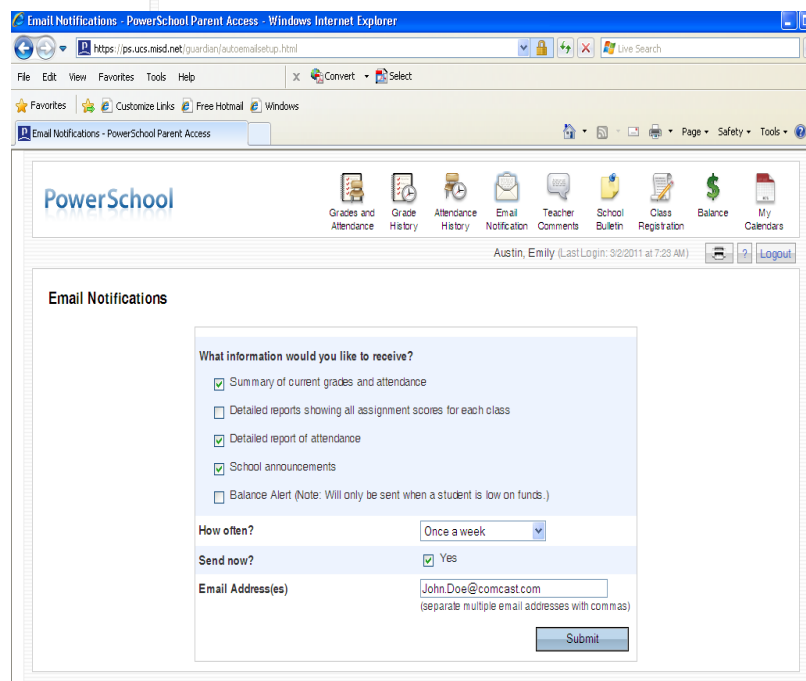 Email Notifications - PowerSchool Parent Access - Windows Internet Explorer
https://ps.ucs.misd.net/guardian/autoemailsetup.html
Live Search
File Edit View Favorites Tools Help
x Convert Select
Favorites Customize Links Free Hotmail Windows
Email Notifications - PowerSchool Parent Access
Page Safety Tools
PowerSchool
Grades and Attendance
Grade History
Attendance History
Email Notification
Teacher Comments
School Bulletin
Class Registration
Balance
My Calendars
Austin, Emily (Last Login: 3/2/2011 at 7:23 AM) ? Logout
Email Notifications
What information would you like to receive?
Summary of current grades and attendance
Detailed reports showing all assignment scores for each class
Detailed report of attendance
School announcements
Balance Alert (Note: Will only be sent when a student is low on funds.)
How often? Once a week
Send now? Yes
Email Address(es) John.Doe@comcast.com
(separate multiple email addresses with commas)
Submit